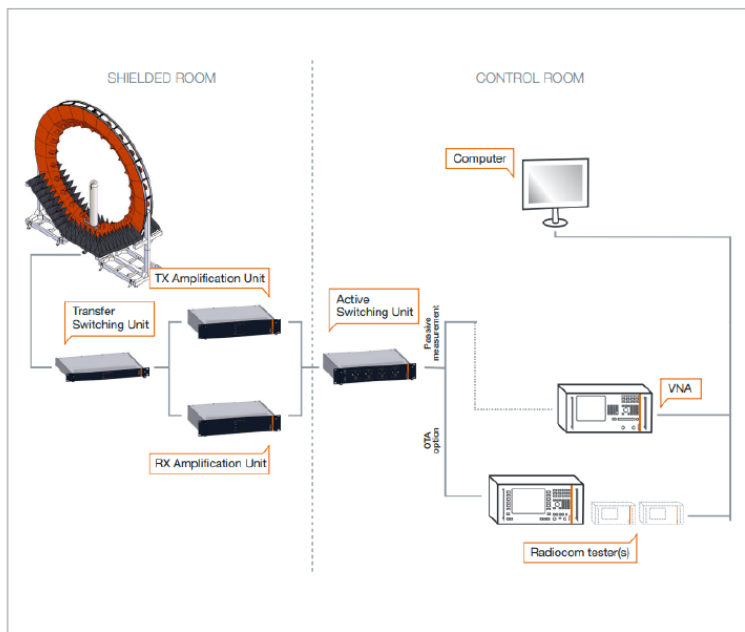 SHIELDED ROOM
CONTROL ROOM
Computer
TX Amplification Unit
Transfer
Switching Unit
Active
Switching Unit
Passive
measurement
VNA
OTA
option
RX Amplification Unit
Radiocom tester(s)